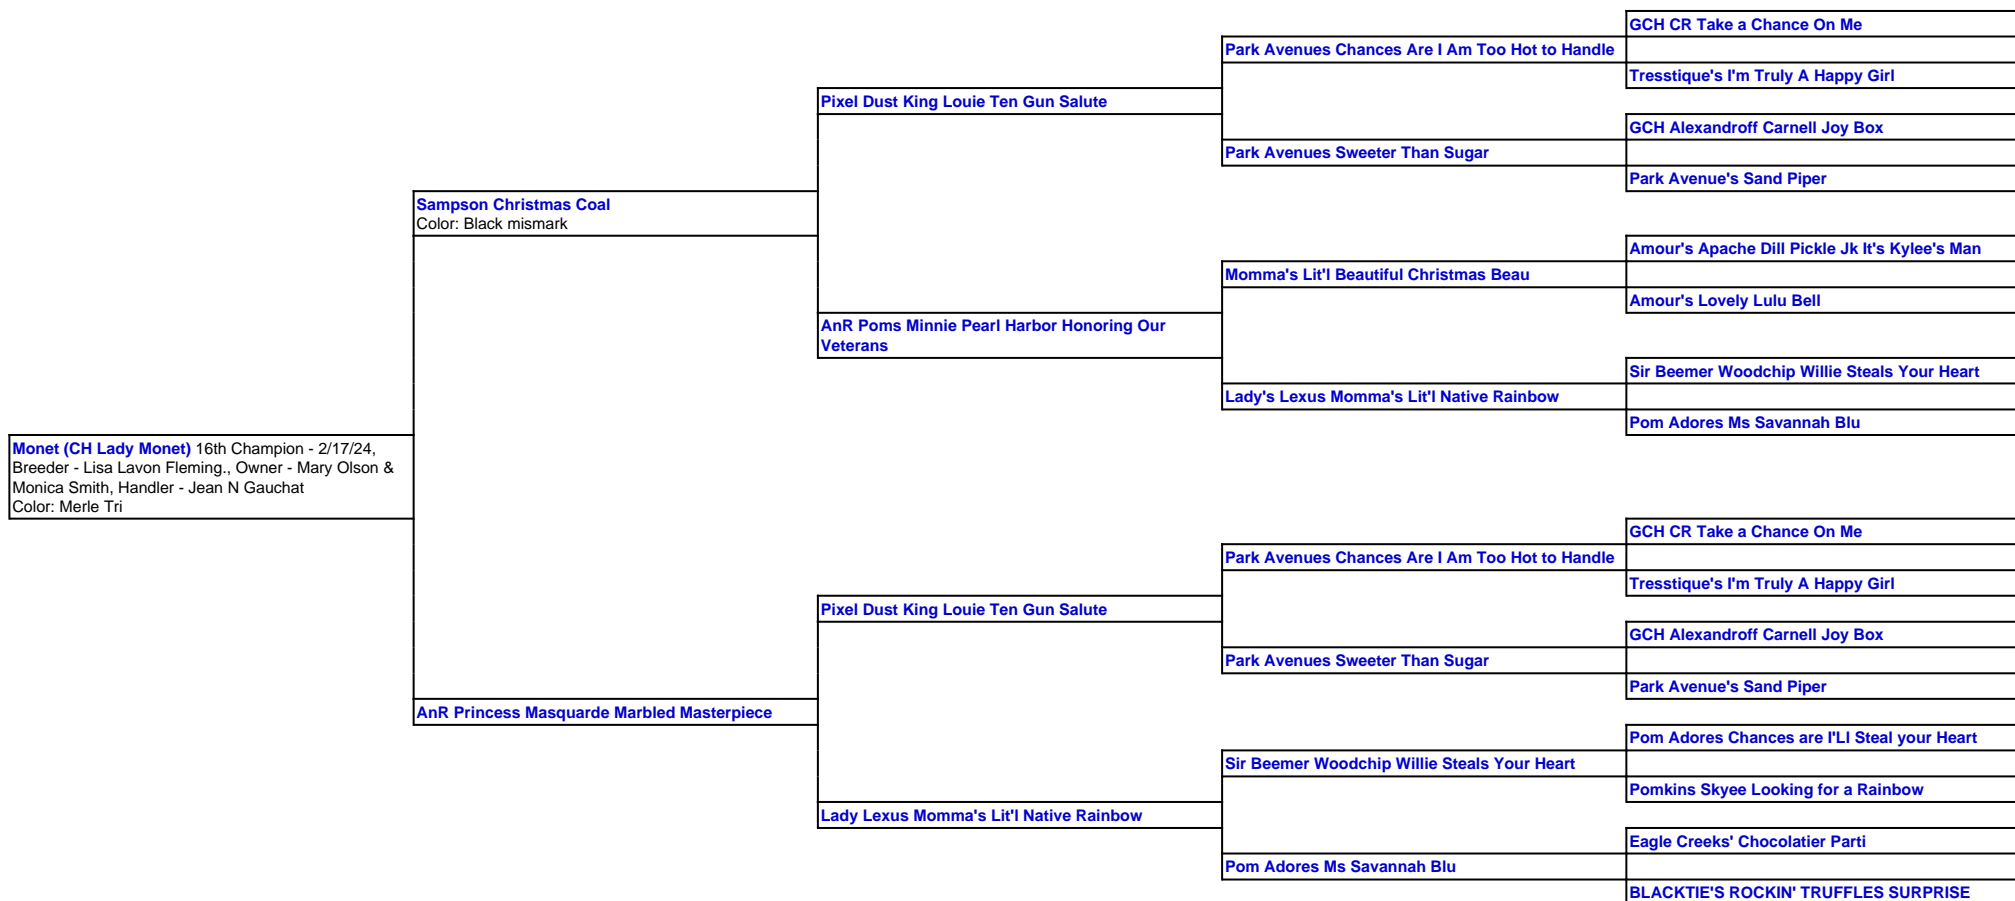 GCH CR Take a Chance On Me
Park Avenues Chances Are I Am Too Hot to Handle
Tresstique's I'm Truly A Happy Girl
Pixel Dust King Louie Ten Gun Salute
GCH Alexandroff Carnell Joy Box
Park Avenues Sweeter Than Sugar
Park Avenue's Sand Piper
Sampson Christmas Coal
Color: Black mismark
Amour's Apache Dill Pickle Jk It's Kylee's Man
Momma's Lit'l Beautiful Christmas Beau
Amour's Lovely Lulu Bell
AnR Poms Minnie Pearl Harbor Honoring Our
Veterans
Sir Beemer Woodchip Willie Steals Your Heart
Lady's Lexus Momma's Lit'l Native Rainbow
Pom Adores Ms Savannah Blu
Monet (CH Lady Monet) 16th Champion - 2/17/24,
Breeder - Lisa Lavon Fleming., Owner - Mary Olson &
Monica Smith, Handler - Jean N Gauchat
Color: Merle Tri
GCH CR Take a Chance On Me
Park Avenues Chances Are I Am Too Hot to Handle
Tresstique's I'm Truly A Happy Girl
Pixel Dust King Louie Ten Gun Salute
GCH Alexandroff Carnell Joy Box
Park Avenues Sweeter Than Sugar
Park Avenue's Sand Piper
AnR Princess Masquarde Marbled Masterpiece
Pom Adores Chances are I'Ll Steal your Heart
Sir Beemer Woodchip Willie Steals Your Heart
Pomkins Skyee Looking for a Rainbow
Lady Lexus Momma's Lit'l Native Rainbow
Eagle Creeks' Chocolatier Parti
Pom Adores Ms Savannah Blu
BLACKTIE'S ROCKIN' TRUFFLES SURPRISE